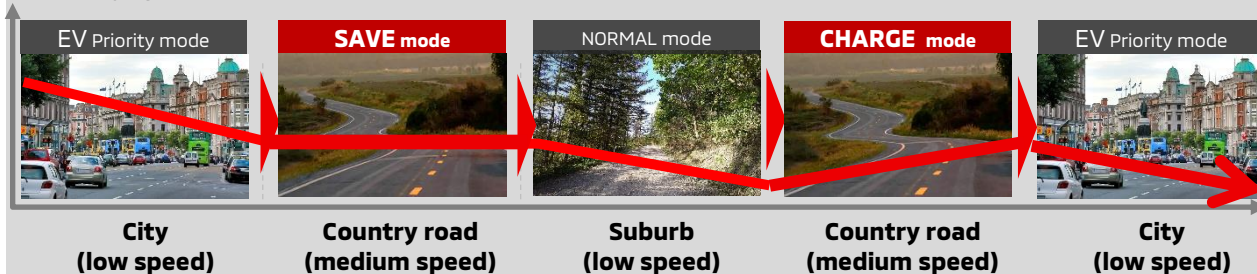 EV Priority mode
SAVE mode
NORMAL mode
CHARGE mode
EV Priority mode
City
(low speed)
Country road
(medium speed)
Suburb
(low speed)
Country road
(medium speed)
City
(low speed)